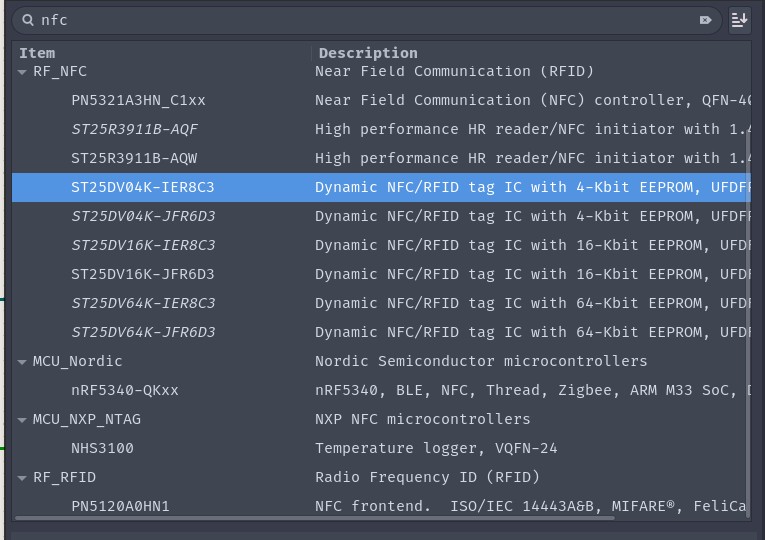 nfc
Item Description
RF_NFC Near Field Communication (RFID)
PN5321A3HN_C1xx Near Field Communication (NFC) controller, QFN-40
ST25R3911B-AQF High performance HR reader/NFC initiator with 1.4
ST25R3911B-AQW High performance HR reader/NFC initiator with 1.4
ST25DV04K-IER8C3 Dynamic NFC/RFID tag IC with 4-Kbit EEPROM, UFDF
ST25DV04K-JFR6D3 Dynamic NFC/RFID tag IC with 4-Kbit EEPROM, UFDF
ST25DV16K-IER8C3 Dynamic NFC/RFID tag IC with 16-Kbit EEPROM, UFD
ST25DV16K-JFR6D3 Dynamic NFC/RFID tag IC with 16-Kbit EEPROM, UFD
ST25DV64K-IER8C3 Dynamic NFC/RFID tag IC with 64-Kbit EEPROM, UFD
ST25DV64K-JFR6D3 Dynamic NFC/RFID tag IC with 64-Kbit EEPROM, UFD
MCU_Nordic Nordic Semiconductor microcontrollers
nRF5340-QKxx nRF5340, BLE, NFC, Thread, Zigbee, ARM M33 SoC,
MCU_NXP_NTAG NXP NFC microcontrollers
NHS3100 Temperature logger, VQFN-24
RF_RFID Radio Frequency ID (RFID)
PN5120A0HN1 NFC frontend. ISO/IEC 14443A&B, MIFARE®, FeliCa